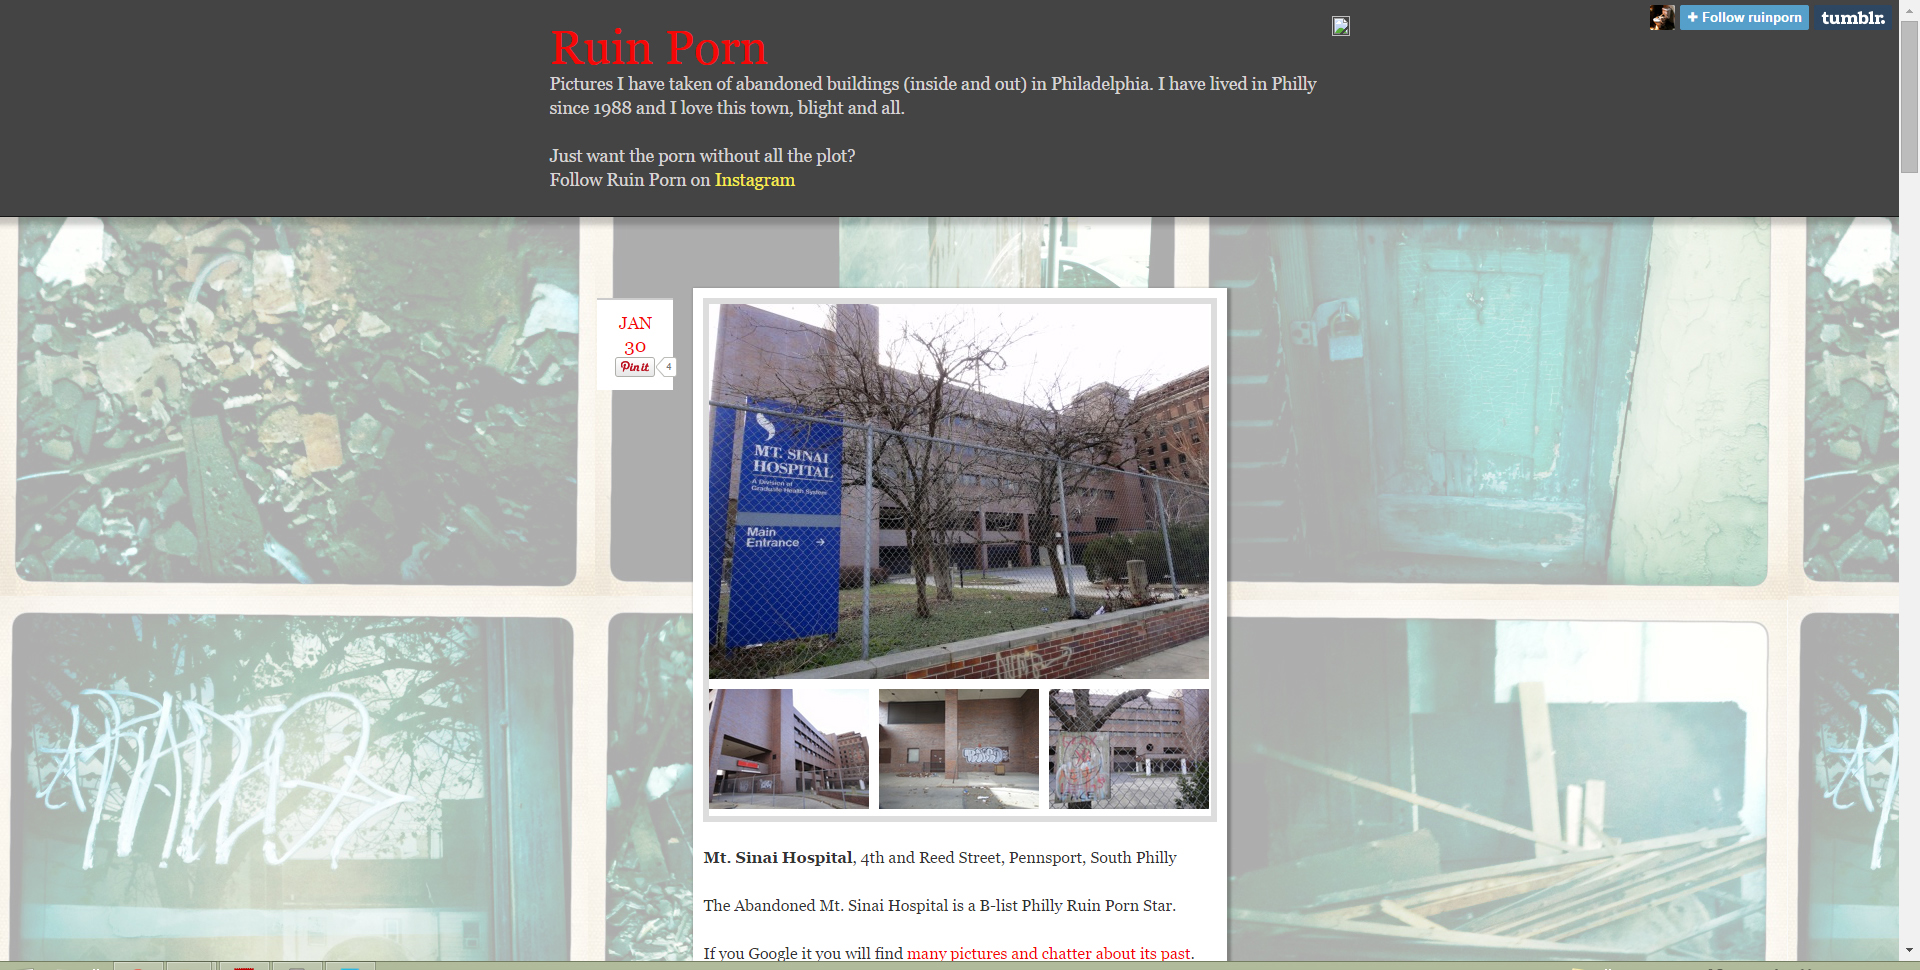 Ruin Porn
Follow ruinporn
tumblr.
Pictures I have taken of abandoned buildings (inside and out) in Philadelphia. I have lived in Philly
since 1988 and I love this town, blight and all.
Just want the porn without all the plot?
Follow Ruin Porn on Instagram
JAN
30
Pin it
4
MT. SINAI
HOSPITAL
A Division of
Graduate Health System
Main
Entrance →
Mt. Sinai Hospital, 4th and Reed Street, Pennsport, South Philly
The Abandoned Mt. Sinai Hospital is a B-list Philly Ruin Porn Star.
If you Google it you will find many pictures and chatter about its past.